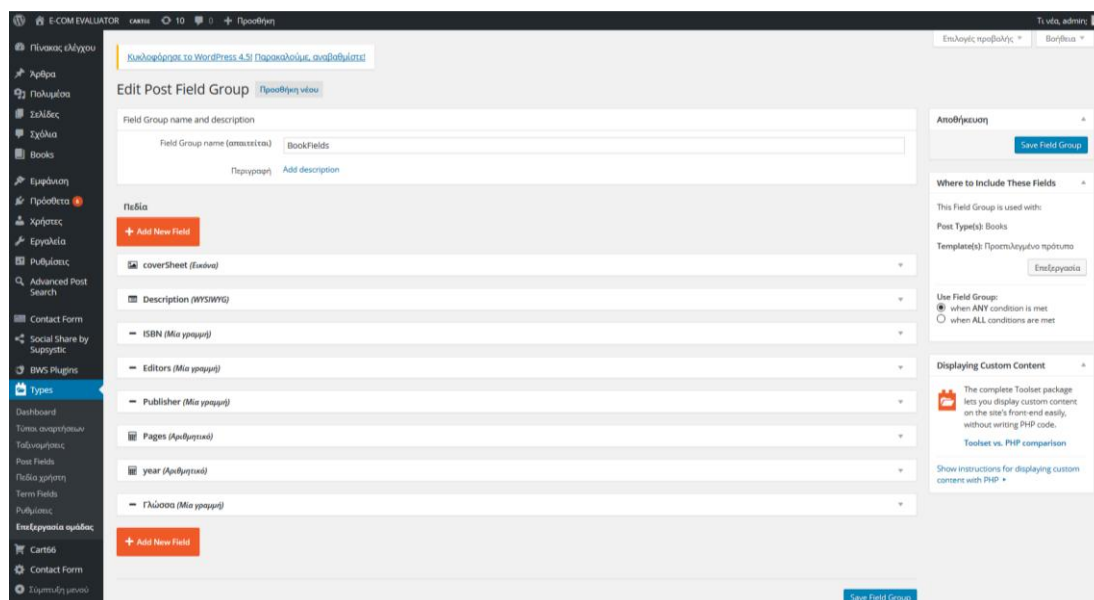 E-COM EVALUATOR CART66 10 0 Προσθήκη Τι νέα, admin;
Πίνακας ελέγχου
Άρθρα
Πολυμέσα
Σελίδες
Σχόλια
Books
Εμφάνιση
Πρόσθετα 6
Χρήστες
Εργαλεία
Ρυθμίσεις
Advanced Post
Search
Contact Form
Social Share by
Supsystic
BWS Plugins
Types
Dashboard
Τύποι αναρτήσεων
Ταξινομήσεις
Post Fields
Πεδία χρήστη
Term Fields
Ρυθμίσεις
Επεξεργασία ομάδας
Cart66
Contact Form
Σύμπτυξη μενού
Επιλογές προβολής
Βοήθεια
Κυκλοφόρησε το WordPress 4.5! Παρακαλούμε, αναβαθμίστε!
Edit Post Field Group Προσθήκη νέου
Field Group name and description
Field Group name (απαιτείται) BookFields
Περιγραφή Add description
Πεδία
+ Add New Field
coverSheet (Εικόνα)
Description (WYSIWYG)
ISBN (Μία γραμμή)
Editors (Μία γραμμή)
Publisher (Μία γραμμή)
Pages (Αριθμητικό)
year (Αριθμητικό)
Γλώσσα (Μία γραμμή)
+ Add New Field
Save Field Group
Αποθήκευση
Save Field Group
Where to Include These Fields
This Field Group is used with:
Post Type(s): Books
Template(s): Προεπιλεγμένο πρότυπο
Επεξεργασία
Use Field Group:
when ANY condition is met
when ALL conditions are met
Displaying Custom Content
The complete Toolset package
lets you display custom content
on the site's front-end easily,
without writing PHP code.
Toolset vs. PHP comparison
Show instructions for displaying custom
content with PHP